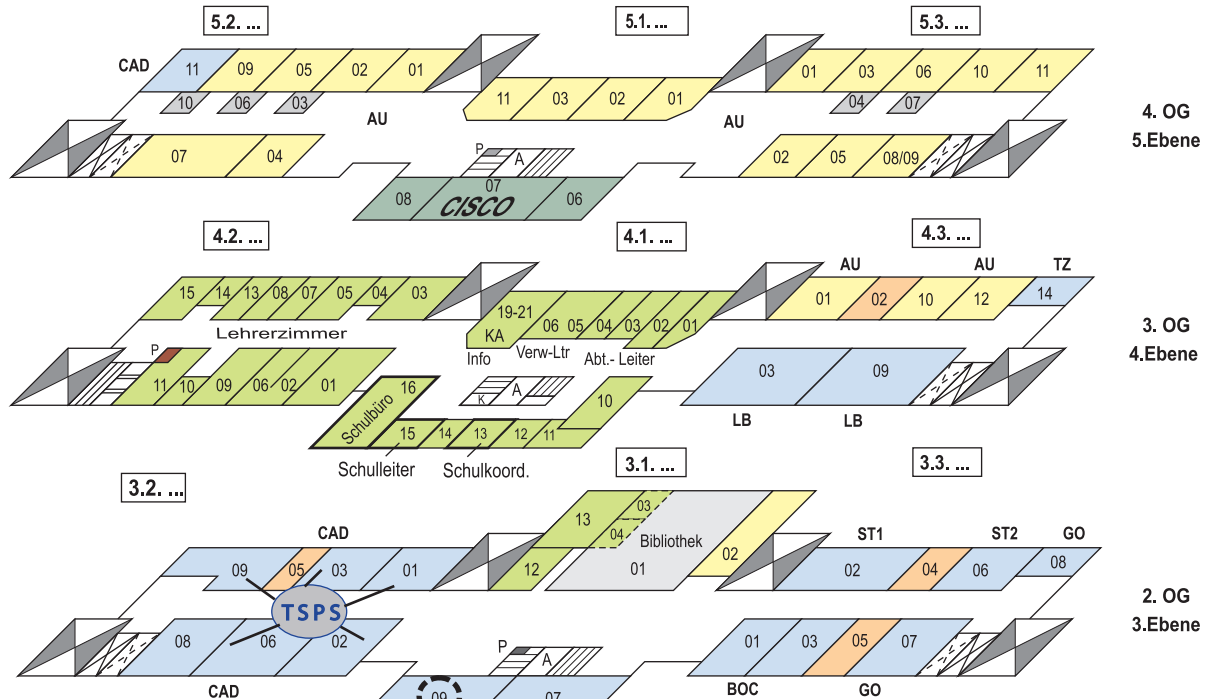 5.2. ...
5.1. ...
5.3. ...
CAD
11 09 05 02 01
10 06 03
AU
11 03 02 01
01 03 06 10 11
04 07
AU
4. OG
5.Ebene
07 04
P A
08 07 06
CISCO
02 05 08/09
4.2. ...
4.1. ...
4.3. ...
AU AU TZ
15 14 13 08 07 05 04 03
Lehrerzimmer
19-21 06 05 04 03 02 01
KA
Info Verw-Ltr Abt.- Leiter
01 02 10 12 14
3. OG
4.Ebene
P
11 10 09 06 02 01
16
Schulbüro
K A
10
15 14 13 12 11
Schulleiter Schulkoord.
03 09
LB LB
3.2. ...
3.1. ...
3.3. ...
CAD
09 05 03 01
TSPS
08 06 02
CAD
13 03
04
12
Bibliothek
01
02
ST1 ST2 GO
02 04 06 08
2. OG
3.Ebene
P A
09 07
01 03 05 07
BOC GO